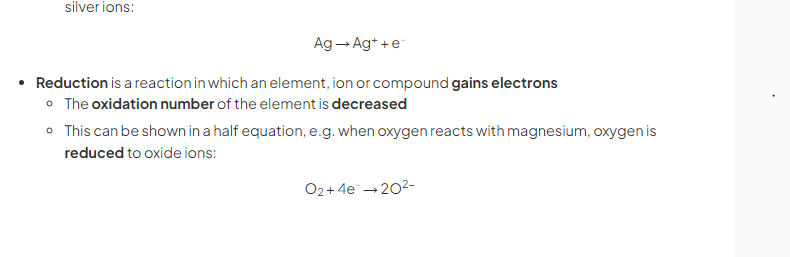 silver ions:
Ag → Ag⁺ + e⁻
• Reduction is a reaction in which an element, ion or compound gains electrons
◦ The oxidation number of the element is decreased
◦ This can be shown in a half equation, e.g. when oxygen reacts with magnesium, oxygen is
reduced to oxide ions:
O₂ + 4e⁻ → 2O²⁻